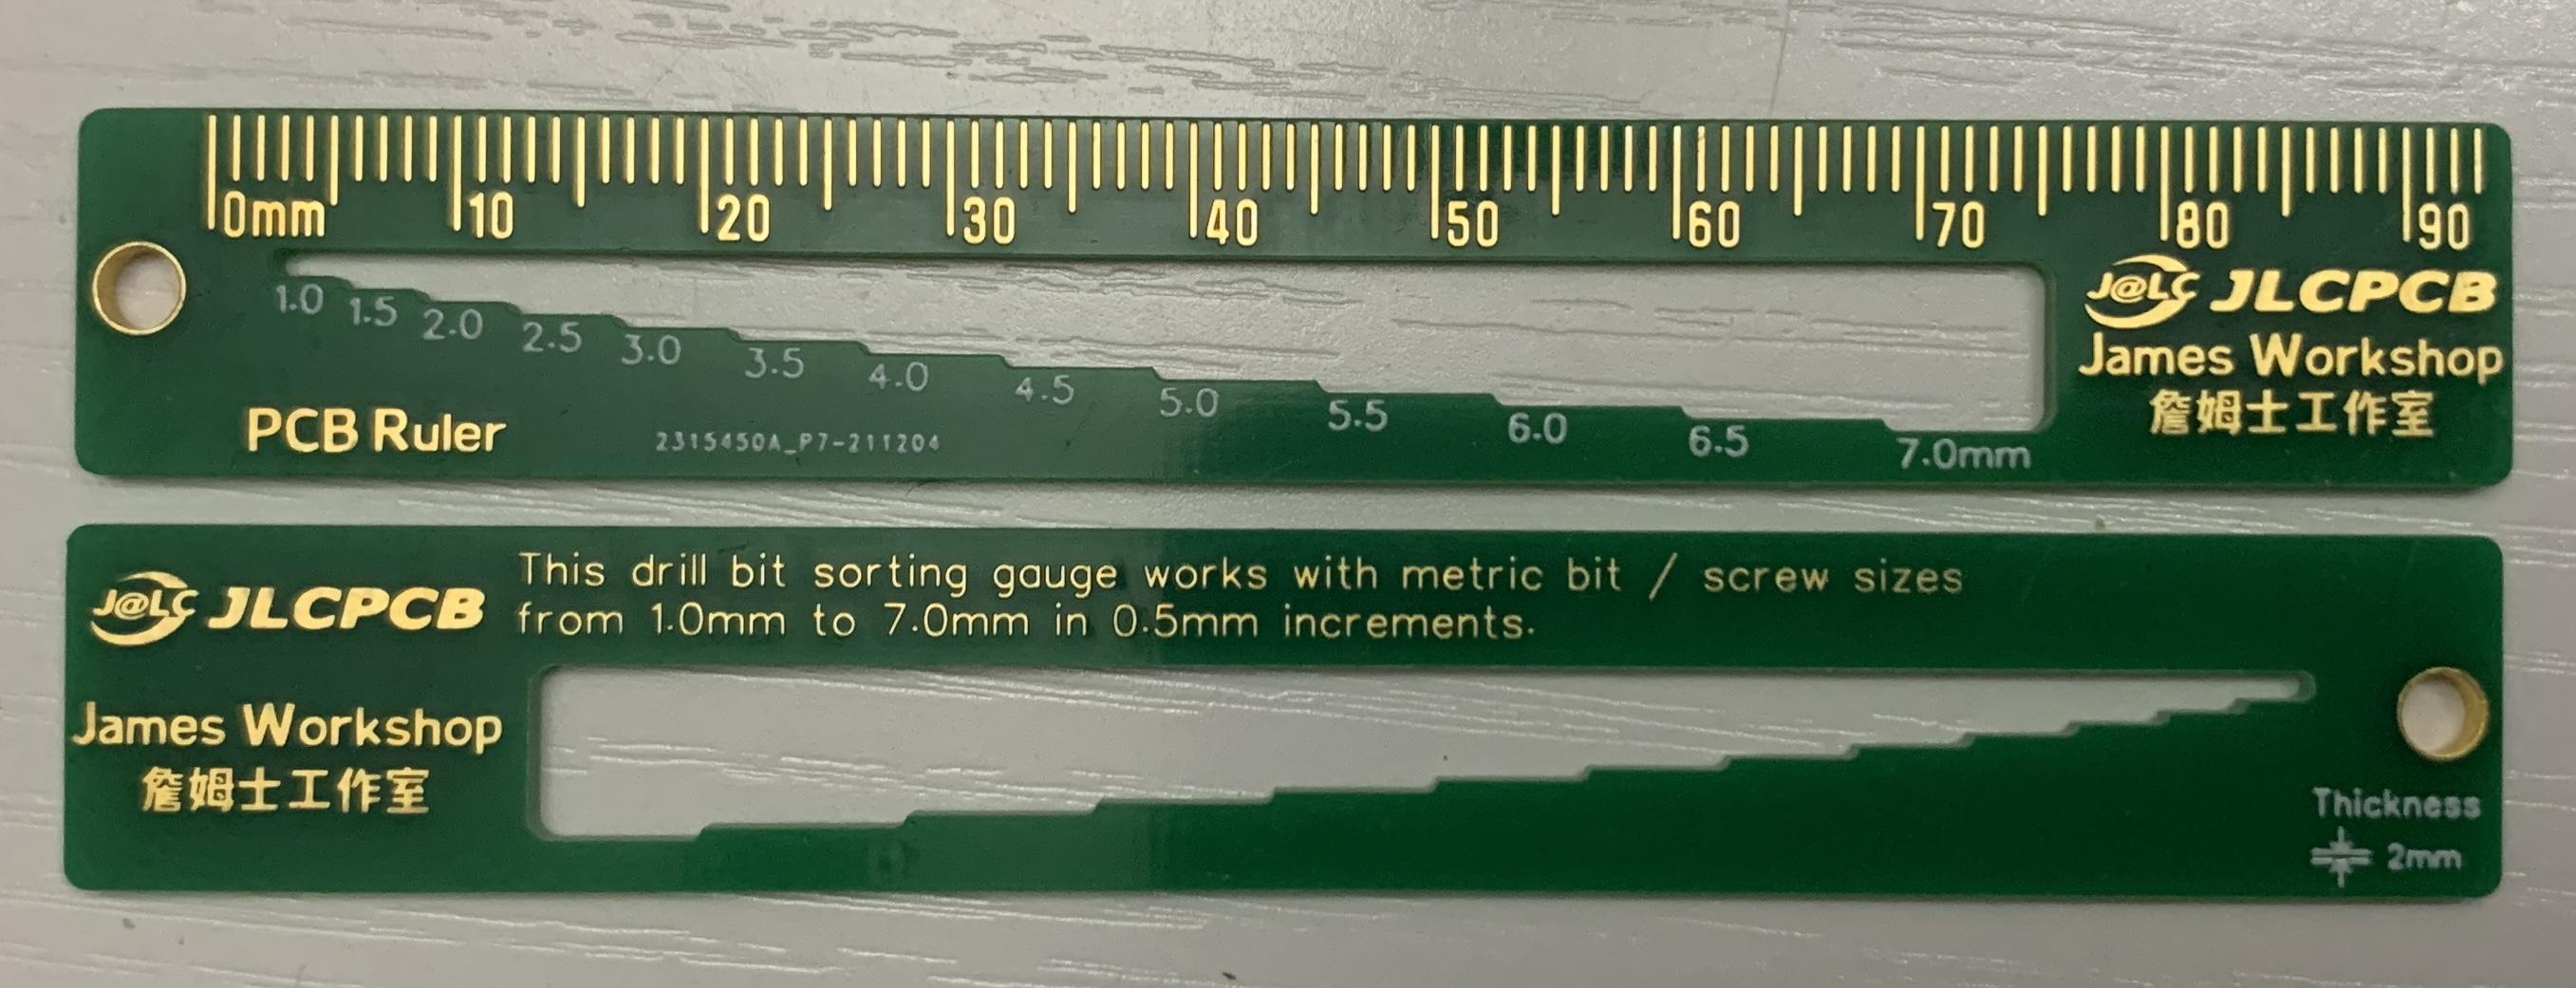 0mm 10 20 30 40 50 60 70 80 90
1.0 1.5 2.0 2.5 3.0 3.5 4.0 4.5 5.0 5.5 6.0 6.5 7.0mm
J@LC JLCPCB
James Workshop
詹姆士工作室
PCB Ruler
2315450A_P7-211204
J@LC JLCPCB
James Workshop
詹姆士工作室
This drill bit sorting gauge works with metric bit / screw sizes
from 1.0mm to 7.0mm in 0.5mm increments.
Thickness
2mm